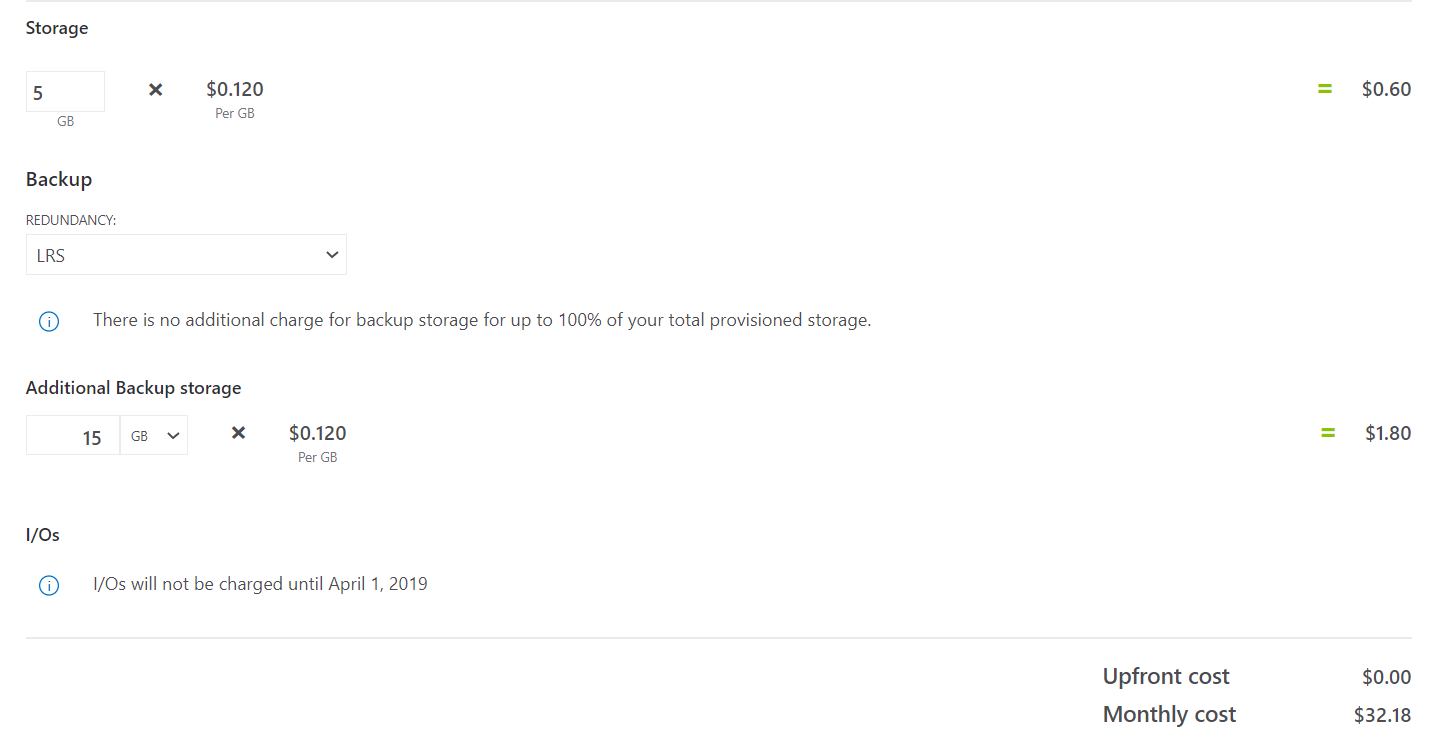 Storage
5 × $0.120 = $0.60
GB Per GB
Backup
REDUNDANCY:
LRS
There is no additional charge for backup storage for up to 100% of your total provisioned storage.
Additional Backup storage
15 GB × $0.120 = $1.80
Per GB
I/Os
I/Os will not be charged until April 1, 2019
Upfront cost $0.00
Monthly cost $32.18